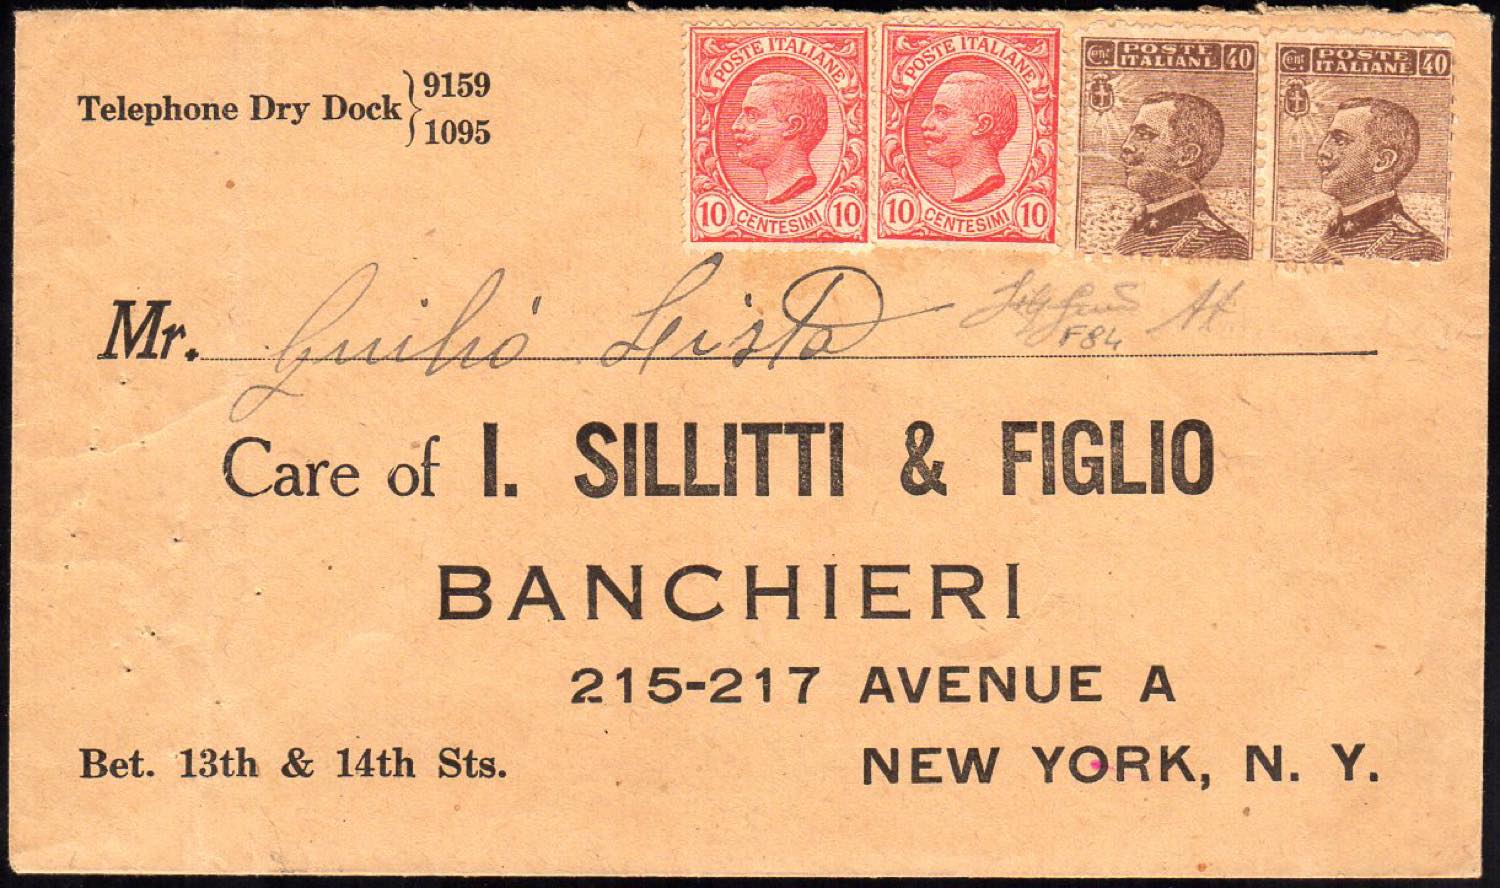 POSTE ITALIANE
10 CENTESIMI 10
POSTE ITALIANE
10 CENTESIMI 10
Cent. POSTE ITALIANE 40
Cent. POSTE ITALIANE 40
Telephone Dry Dock } 9159
1095
Mr. Lista
F84
Care of I. SILLITTI & FIGLIO
BANCHIERI
215-217 AVENUE A
Bet. 13th & 14th Sts. NEW YORK, N. Y.